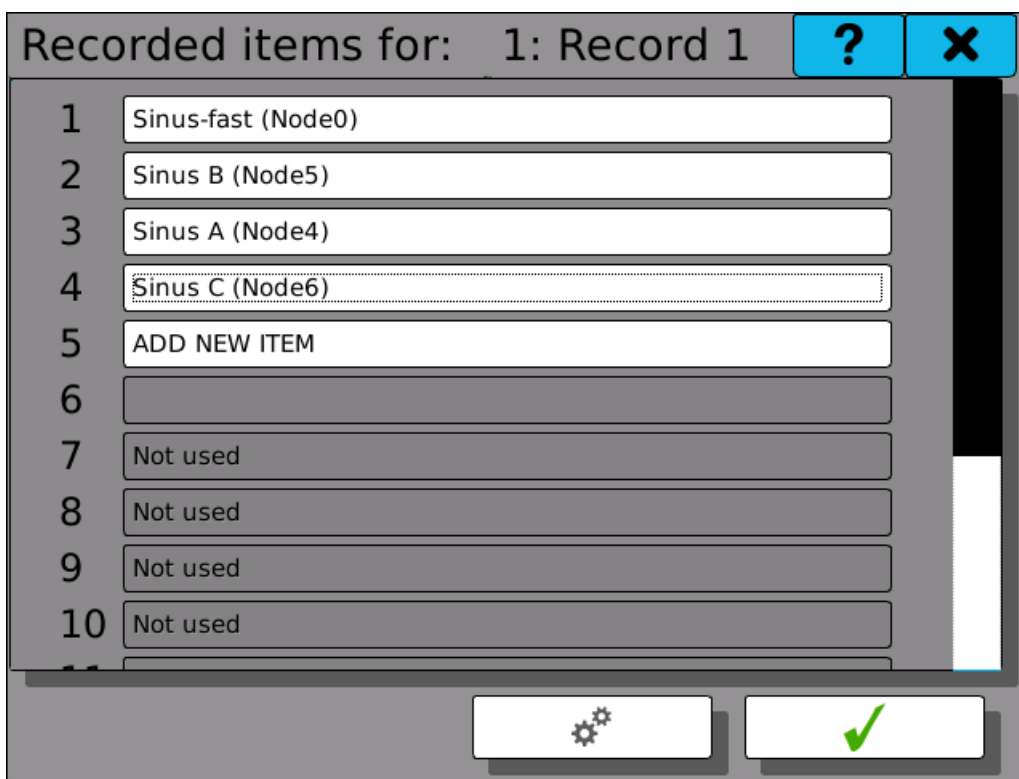 Recorded items for: 1: Record 1 ?
1 Sinus-fast (Node0)
2 Sinus B (Node5)
3 Sinus A (Node4)
4 Sinus C (Node6)
5 ADD NEW ITEM
6
7 Not used
8 Not used
9 Not used
10 Not used